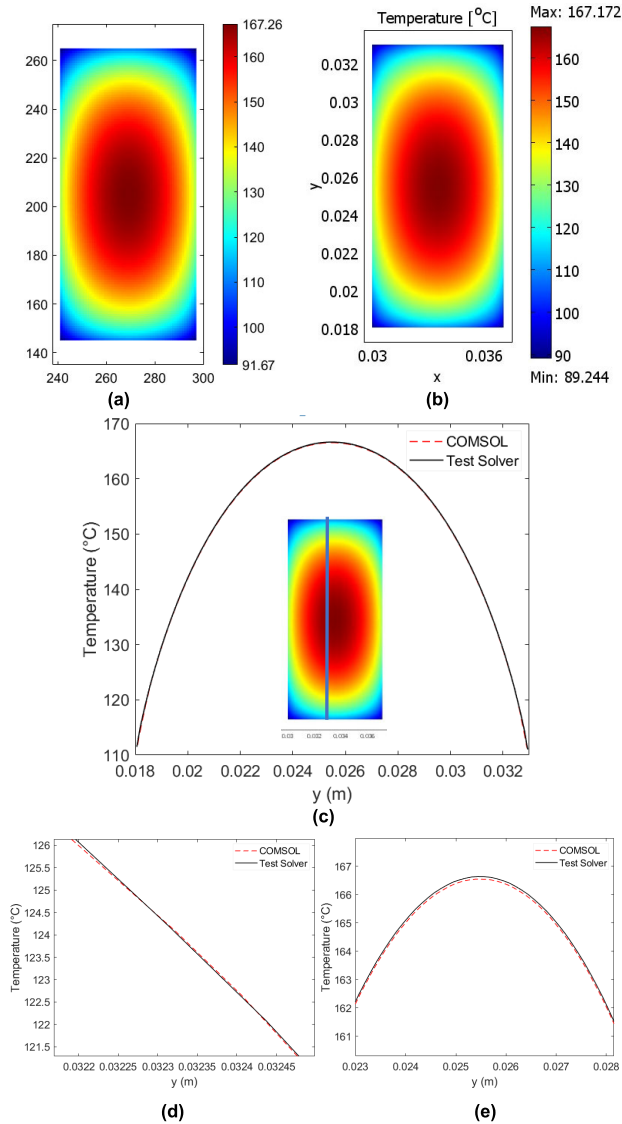 280
260
240
220
200
180
160
140
240 260 280 300
167.26
160
150
140
130
120
110
100
91.67
(a)
Temperature [°C]
0.032
0.03
0.028
0.026
0.024
0.022
0.02
0.018
y
0.03 0.036
x
Max: 167.172
160
150
140
130
120
110
100
90
Min: 89.244
(b)
170
160
150
140
130
120
110
Temperature (°C)
COMSOL
Test Solver
0.03 0.032 0.034 0.036
0.018 0.02 0.022 0.024 0.026 0.028 0.03 0.032
y (m)
(c)
126
125.5
125
124.5
124
123.5
123
122.5
122
121.5
Temperature (°C)
COMSOL
Test Solver
0.0322 0.03225 0.0323 0.03235 0.0324 0.03245
y (m)
(d)
167
166
165
164
163
162
161
Temperature (°C)
COMSOL
Test Solver
0.023 0.024 0.025 0.026 0.027 0.028
y (m)
(e)